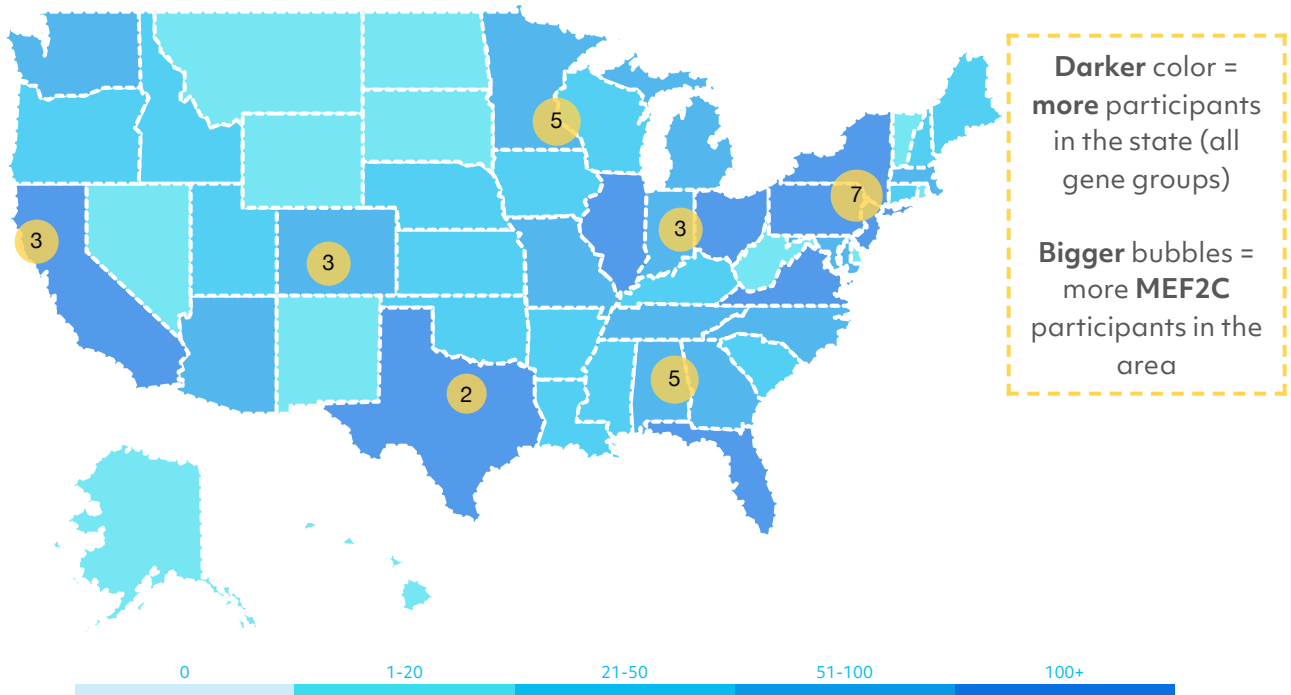 Darker color =
more participants
in the state (all
gene groups)
Bigger bubbles =
more MEF2C
participants in the
area
5
7
3
3
3
2
5
0 1-20 21-50 51-100 100+